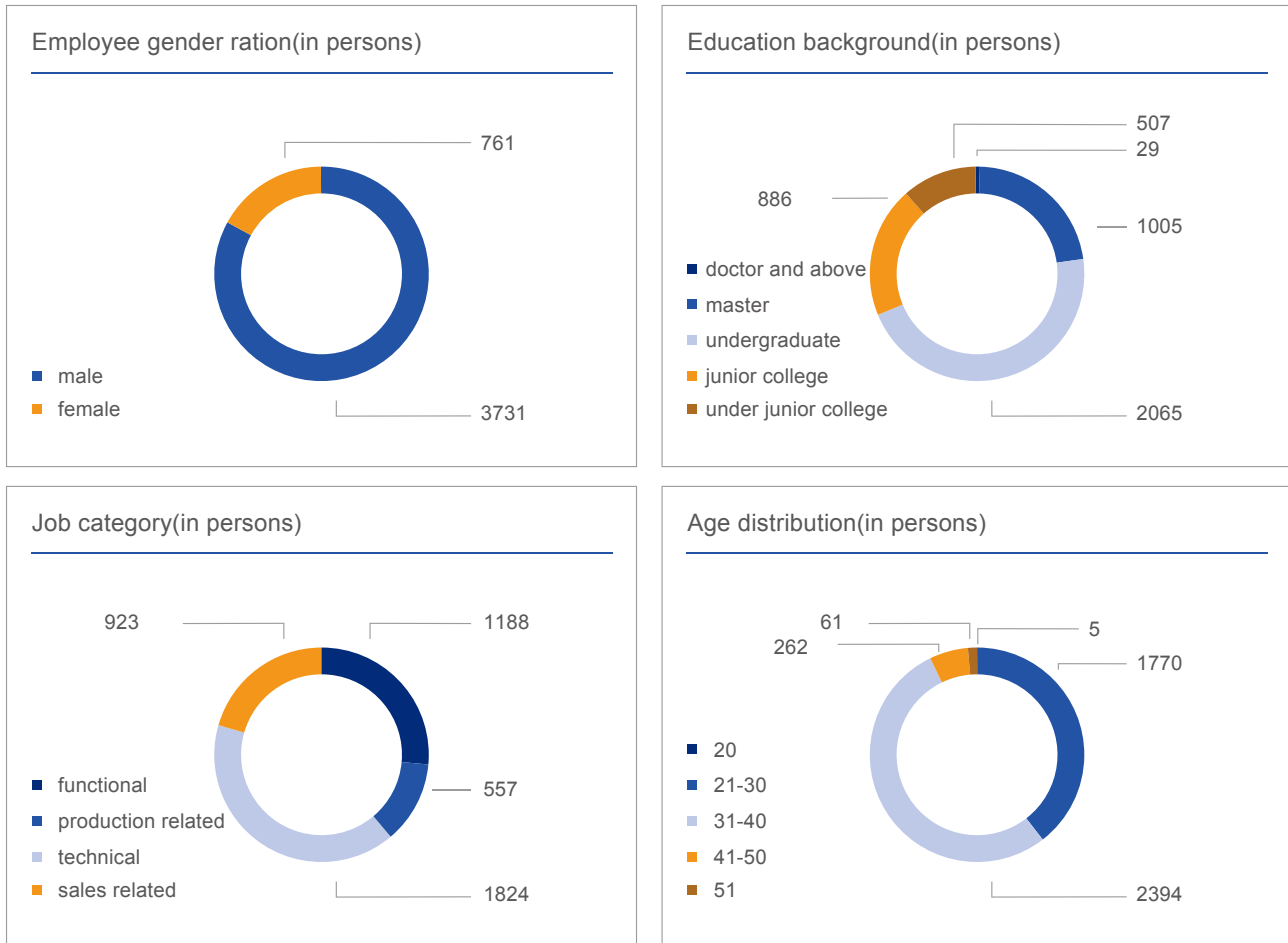 Employee gender ration(in persons)
761
male
female
3731
Education background(in persons)
507
29
886
1005
doctor and above
master
undergraduate
junior college
under junior college
2065
Job category(in persons)
923
1188
functional
557
production related
technical
sales related
1824
Age distribution(in persons)
61
5
262
1770
20
21-30
31-40
41-50
51
2394